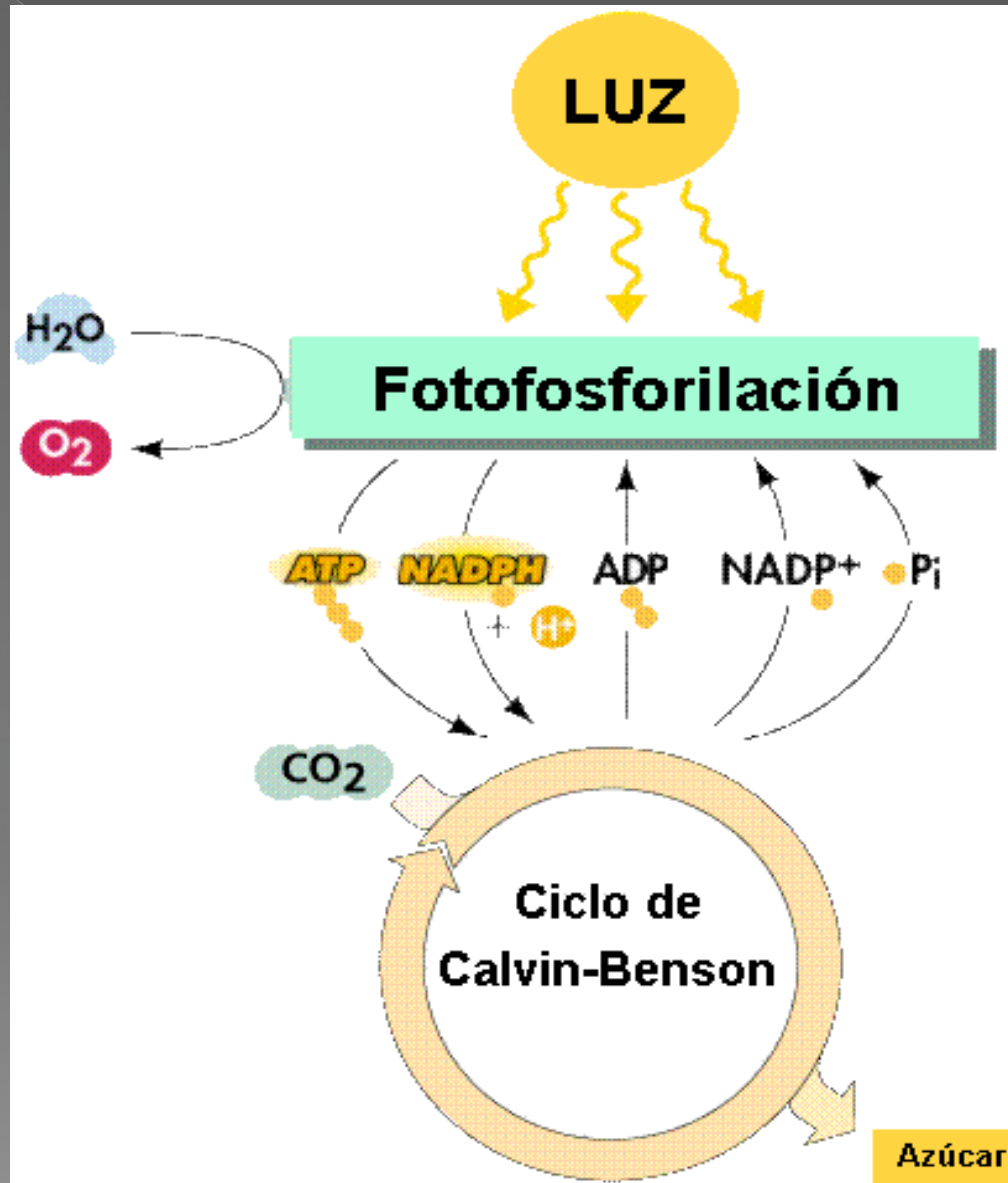 LUZ
H2O
Fotofosforilación
O2
ATP NADPH ADP NADP+ Pi
+ H+
CO2
Ciclo de
Calvin-Benson
Azúcar